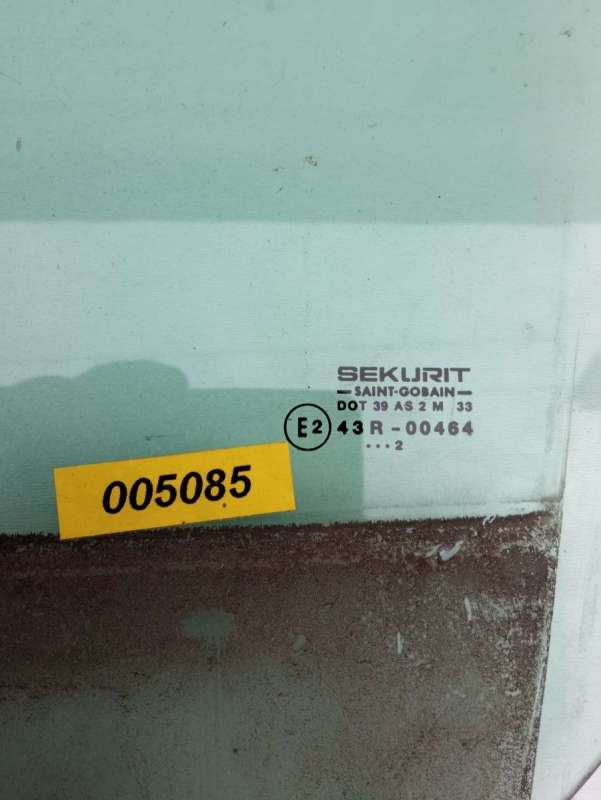 SEKURIT
— SAINT-GOBAIN —
DOT 39 AS 2 M 33
E2 43R-00464
...2
005085